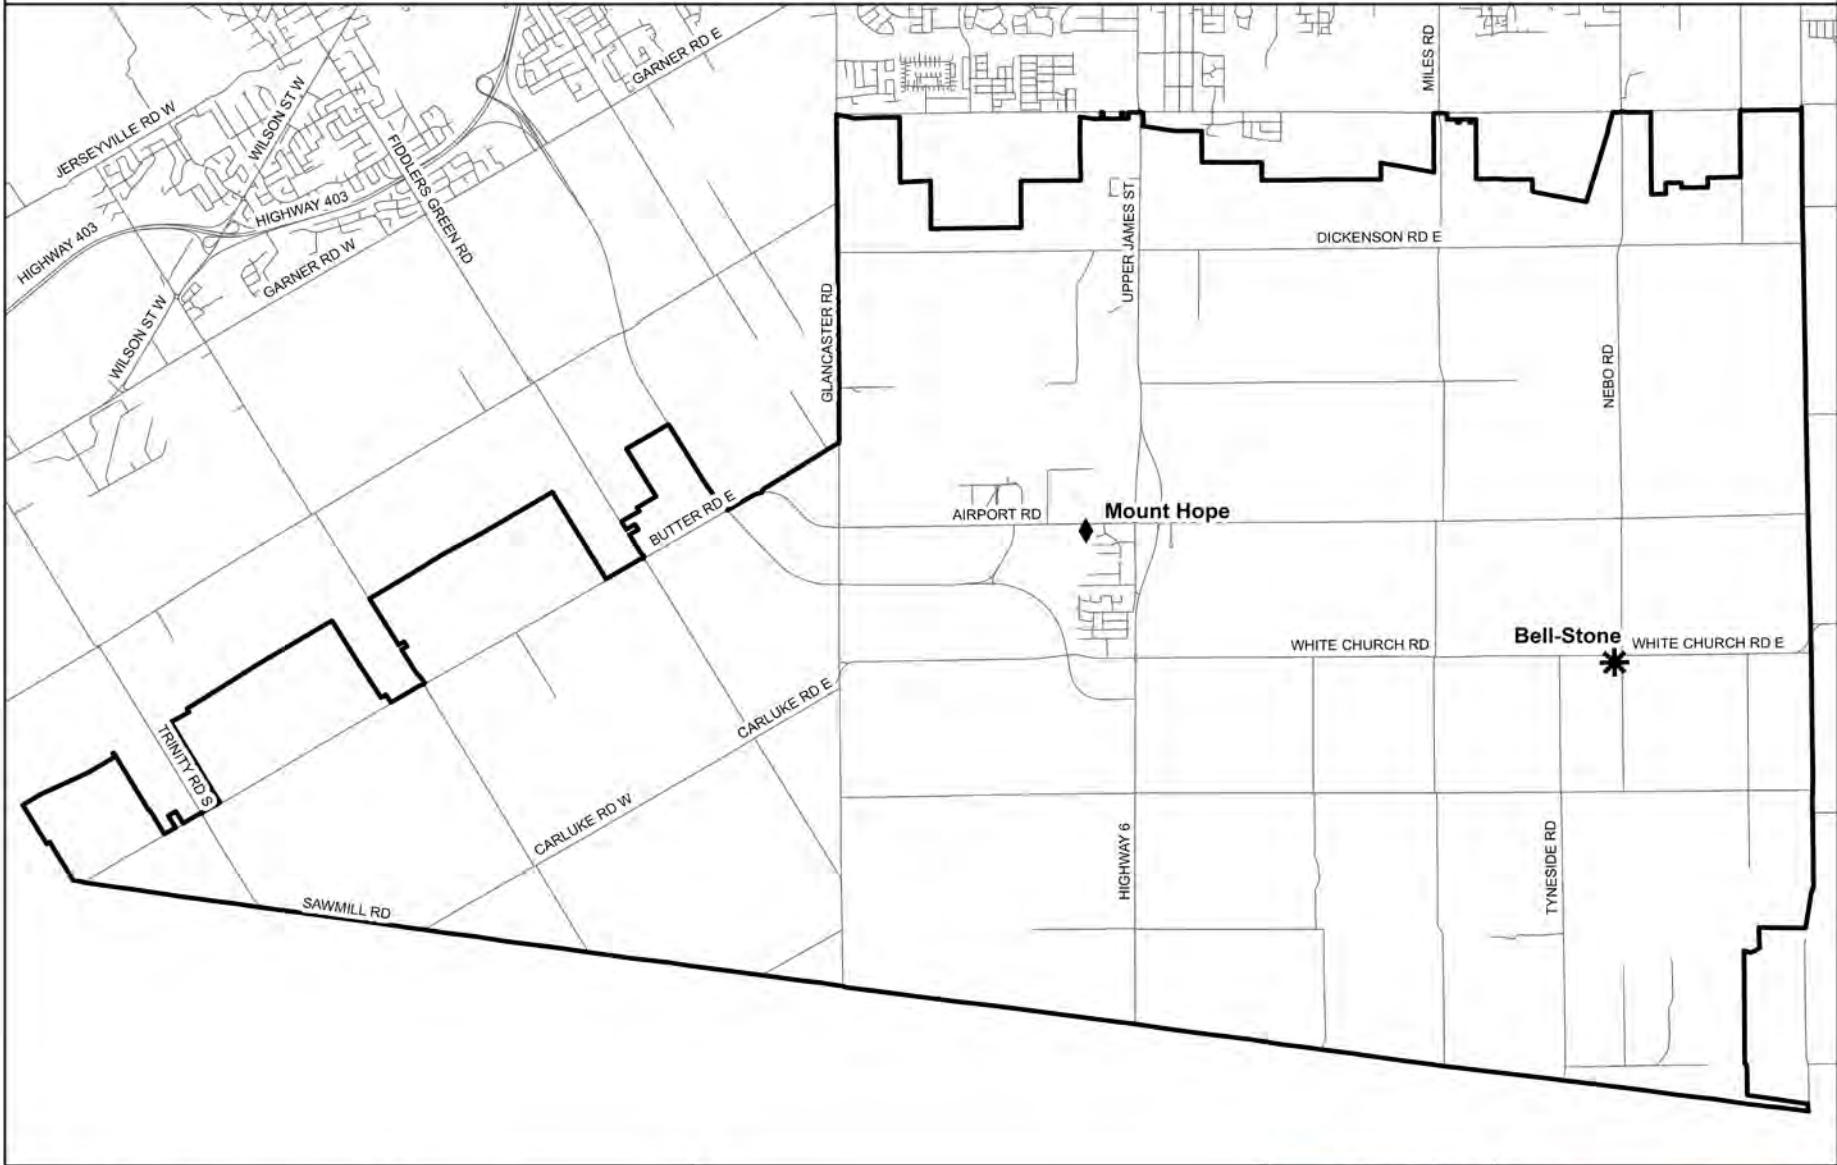 MILES RD
GARNER RD E
JERSEYVILLE RD W
WILSON ST W
FIDDLERS GREEN RD
HIGHWAY 403
HIGHWAY 403
GARNER RD W
UPPER JAMES ST
DICKENSON RD E
WILSON ST W
GLANCASTER RD
NEBO RD
BUTTER RD E
AIRPORT RD
Mount Hope
Bell-Stone
WHITE CHURCH RD
WHITE CHURCH RD E
CARLUKE RD E
TRINITY RD S
CARLUKE RD W
HIGHWAY 6
TYNESIDE RD
SAWMILL RD